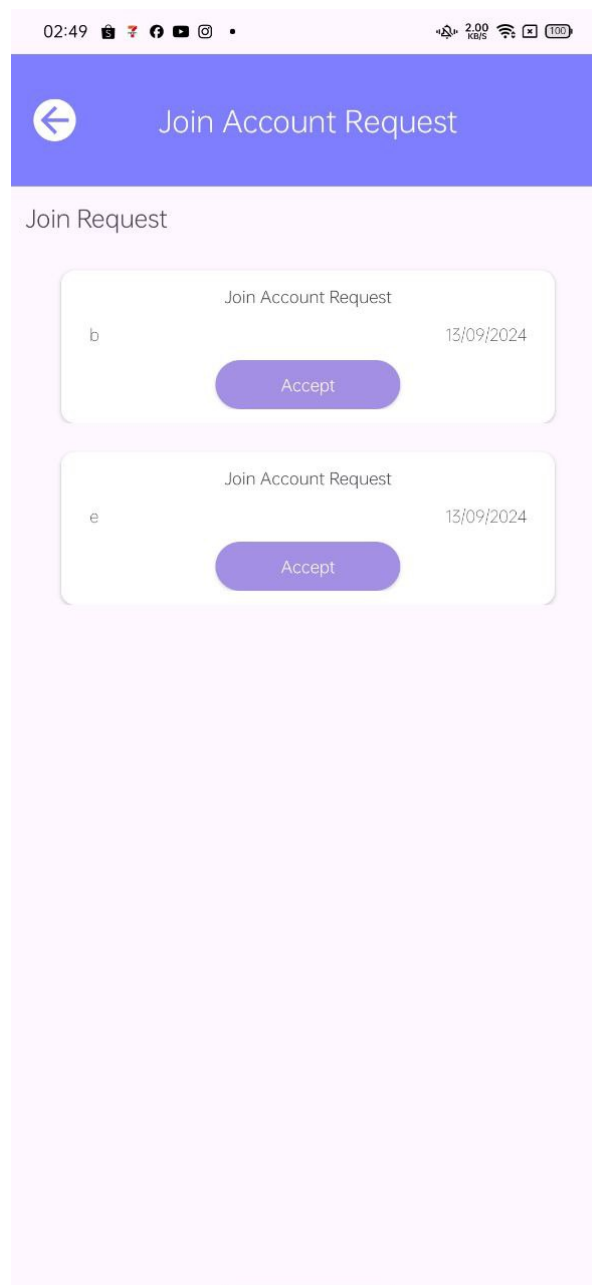 02:49 2.00 KB/S 100
Join Account Request
Join Request
Join Account Request
b 13/09/2024
Accept
Join Account Request
e 13/09/2024
Accept